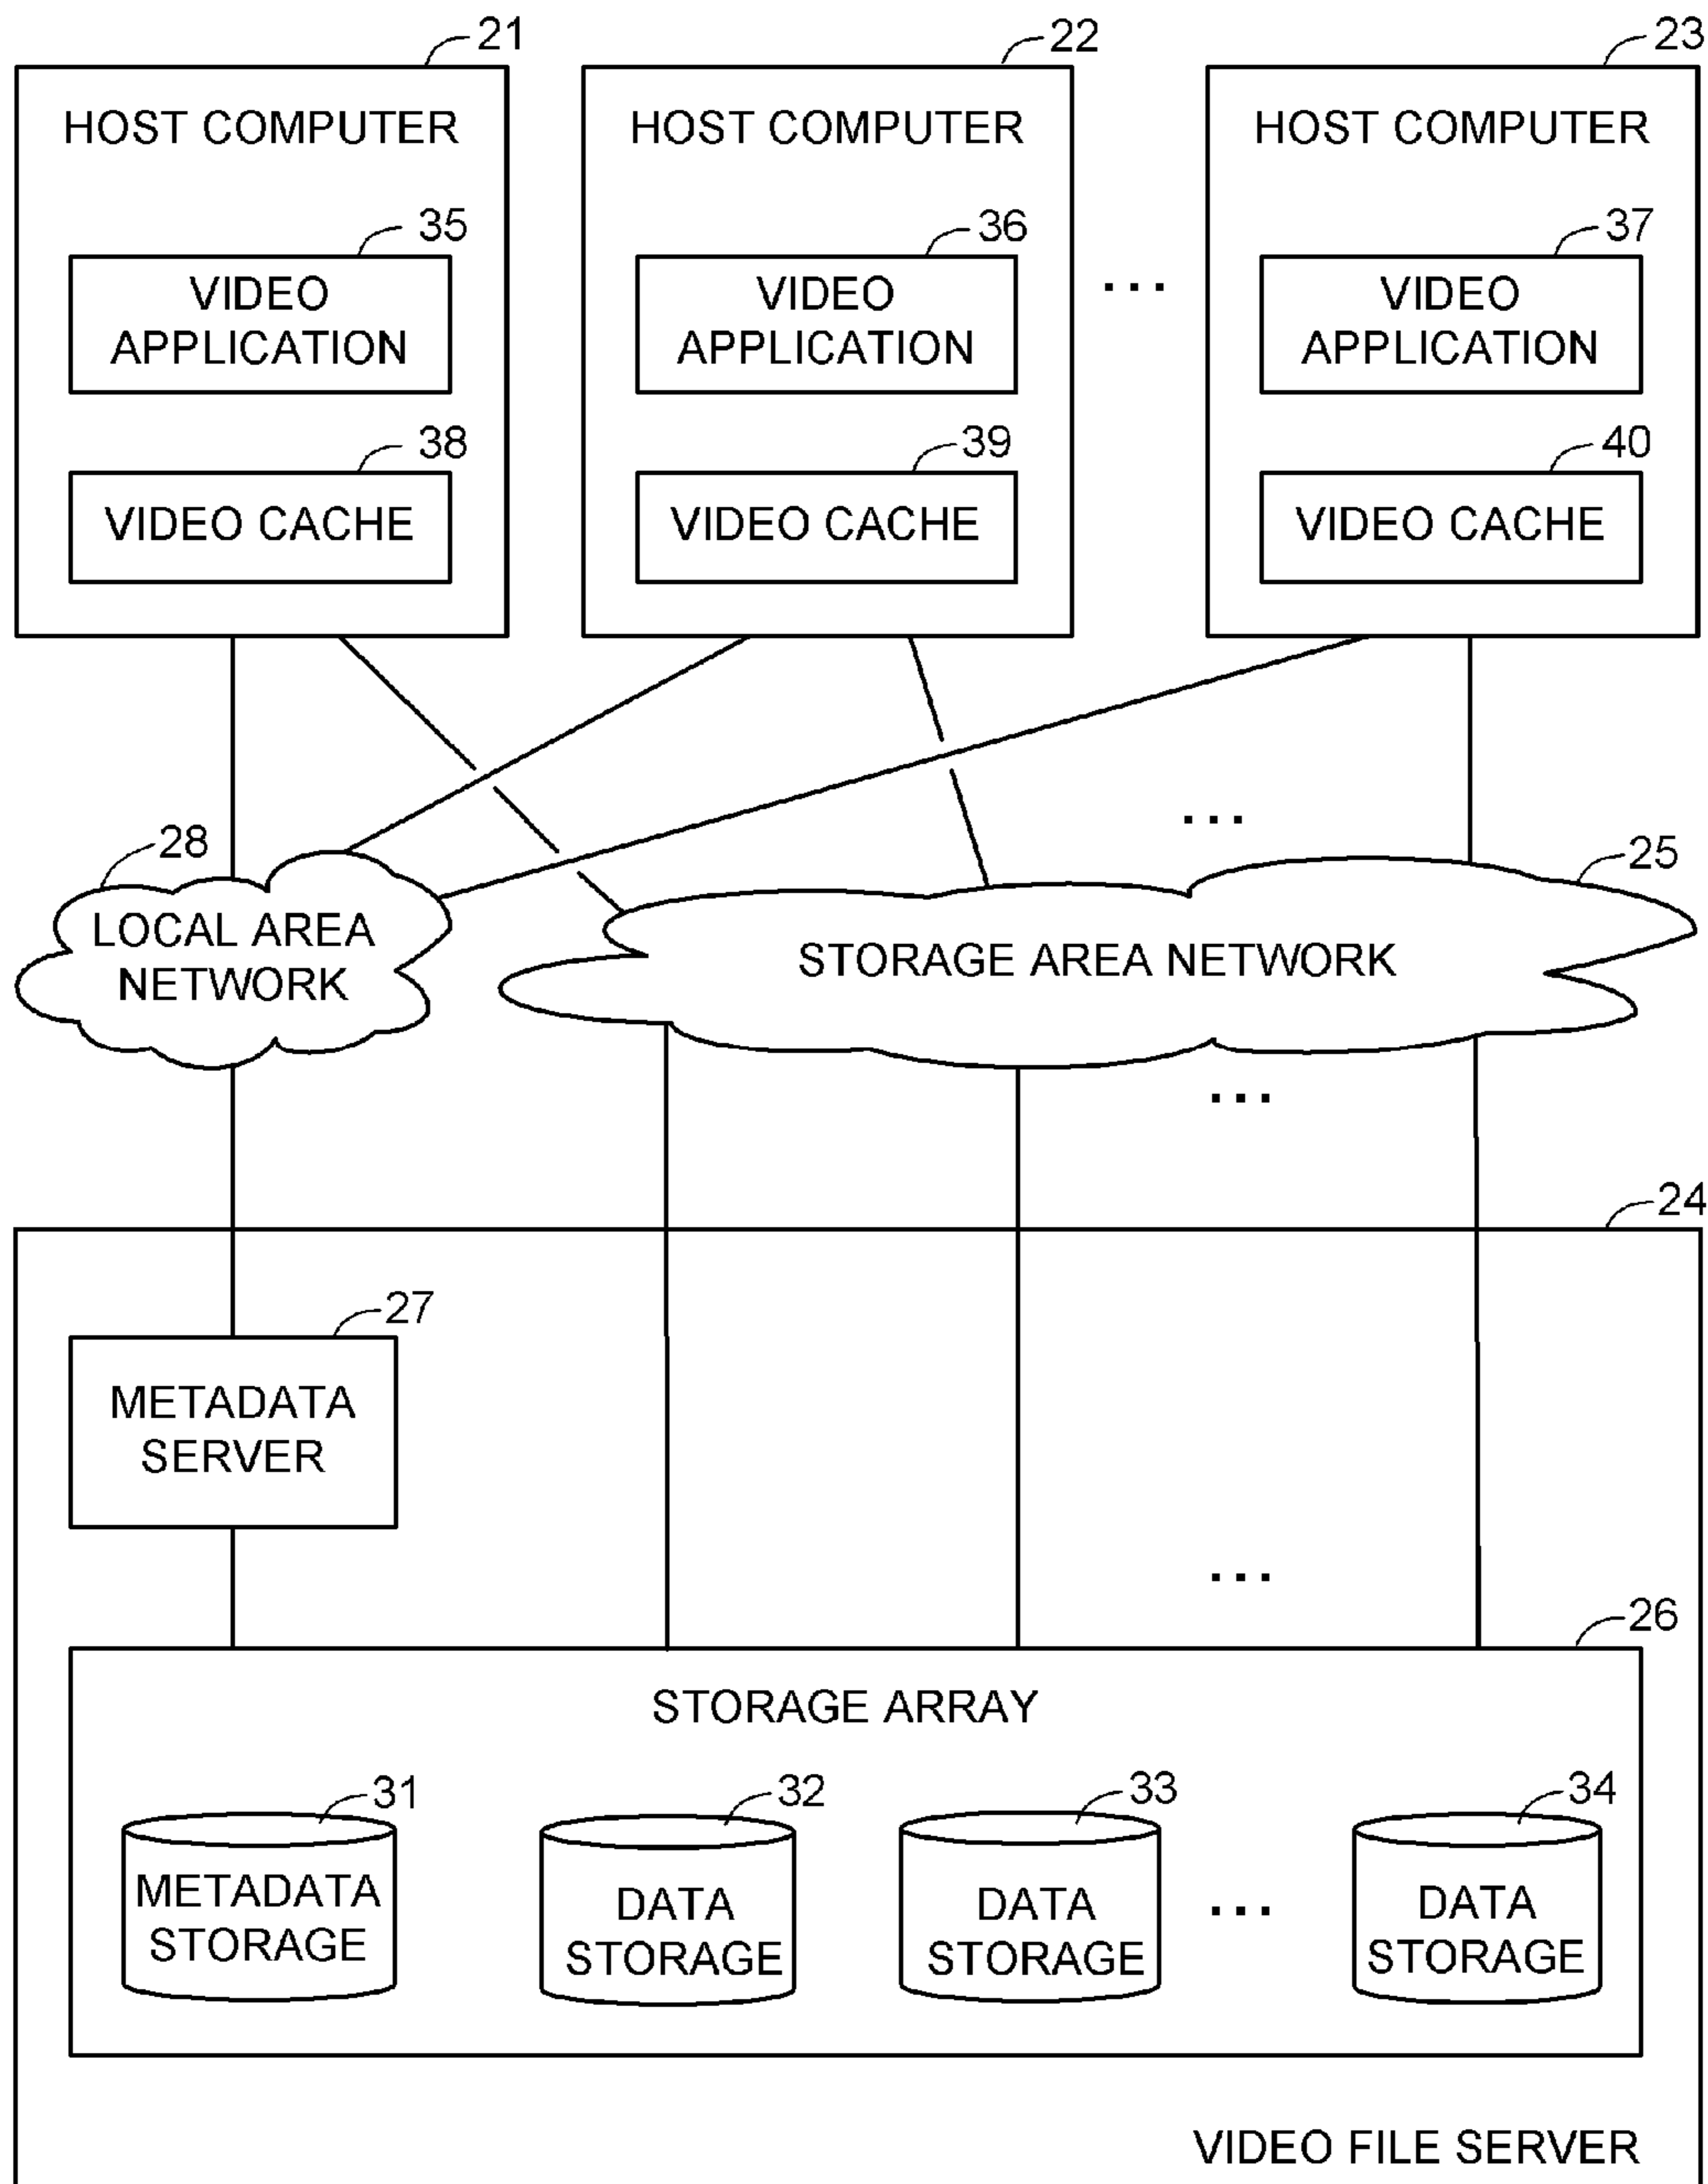 21
22
23
HOST COMPUTER
HOST COMPUTER
HOST COMPUTER
35
36
37
VIDEO
APPLICATION
VIDEO
APPLICATION
...
VIDEO
APPLICATION
38
39
40
VIDEO CACHE
VIDEO CACHE
VIDEO CACHE
...
28
25
LOCAL AREA
NETWORK
STORAGE AREA NETWORK
...
24
27
METADATA
SERVER
...
26
STORAGE ARRAY
31
32
33
34
METADATA
STORAGE
DATA
STORAGE
DATA
STORAGE
...
DATA
STORAGE
VIDEO FILE SERVER